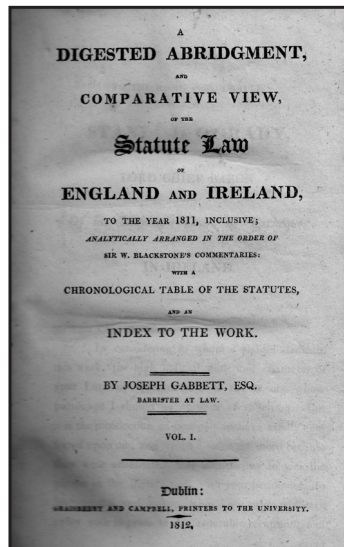 A
DIGESTED ABRIDGMENT,
AND
COMPARATIVE VIEW,
OF THE
Statute Law
OF
ENGLAND AND IRELAND,
TO THE YEAR 1811, INCLUSIVE;
ANALYTICALLY ARRANGED IN THE ORDER OF
SIR W. BLACKSTONE'S COMMENTARIES:
WITH A
CHRONOLOGICAL TABLE OF THE STATUTES,
AND AN
INDEX TO THE WORK.
BY JOSEPH GABBETT, ESQ.
BARRISTER AT LAW.
VOL. I.
Dublin:
GRAISBERRY AND CAMPBELL, PRINTERS TO THE UNIVERSITY.
1812,